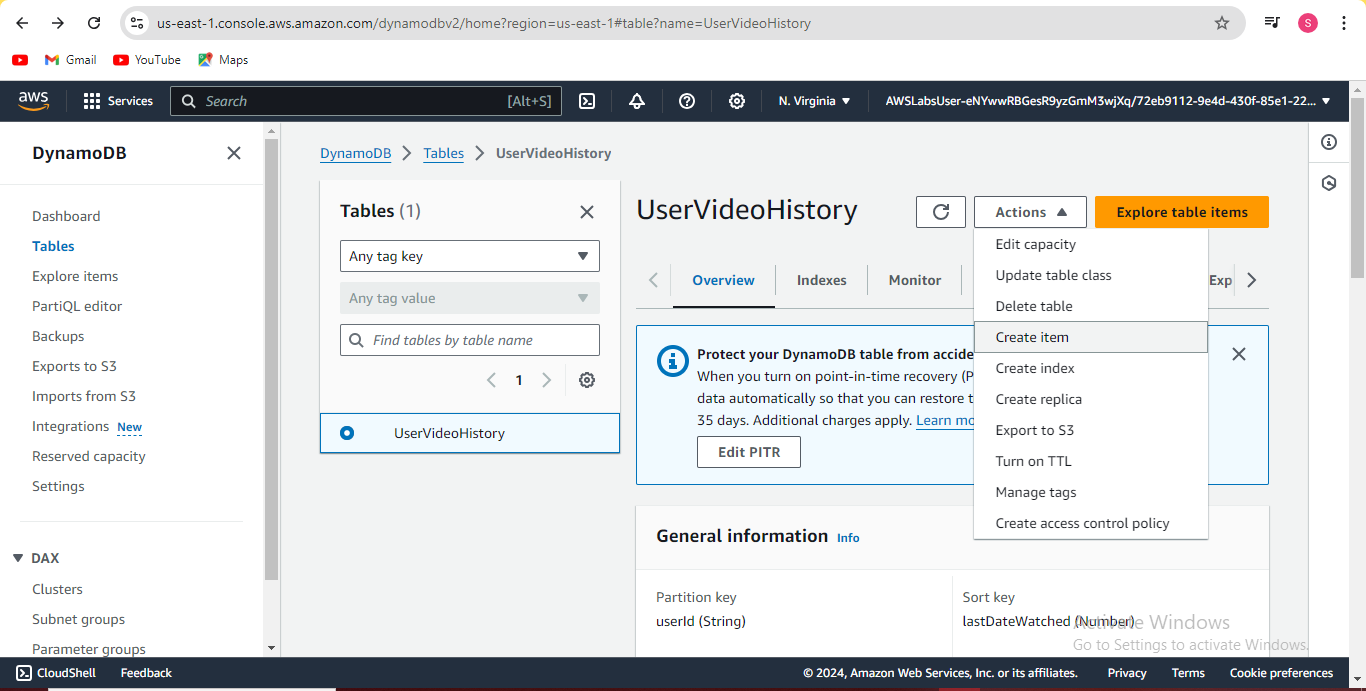 us-east-1.console.aws.amazon.com/dynamodbv2/home?region=us-east-1#table?name=UserVideoHistory
S
Gmail
YouTube
Maps
aws
Services
Search
[Alt+S]
N. Virginia
AWSLabsUser-eNYwwRBGesR9yzGmM3wjXq/72eb9112-9e4d-430f-85e1-22...
DynamoDB
Dashboard
Tables
Explore items
PartiQL editor
Backups
Exports to S3
Imports from S3
Integrations New
Reserved capacity
Settings
DAX
Clusters
Subnet groups
Parameter groups
DynamoDB
Tables
UserVideoHistory
Tables (1)
Any tag key
Any tag value
Find tables by table name
1
UserVideoHistory
UserVideoHistory
Actions
Explore table items
Edit capacity
Update table class
Delete table
Create item
Create index
Create replica
Export to S3
Turn on TTL
Manage tags
Create access control policy
Overview
Indexes
Monitor
Exp
Protect your DynamoDB table from accide
When you turn on point-in-time recovery (P
data automatically so that you can restore t
35 days. Additional charges apply. Learn mo
Edit PITR
General information Info
Partition key
userId (String)
Sort key
lastDateWatched (Number)
Activate Windows
Go to Settings to activate Windows.
CloudShell
Feedback
© 2024, Amazon Web Services, Inc. or its affiliates.
Privacy
Terms
Cookie preferences